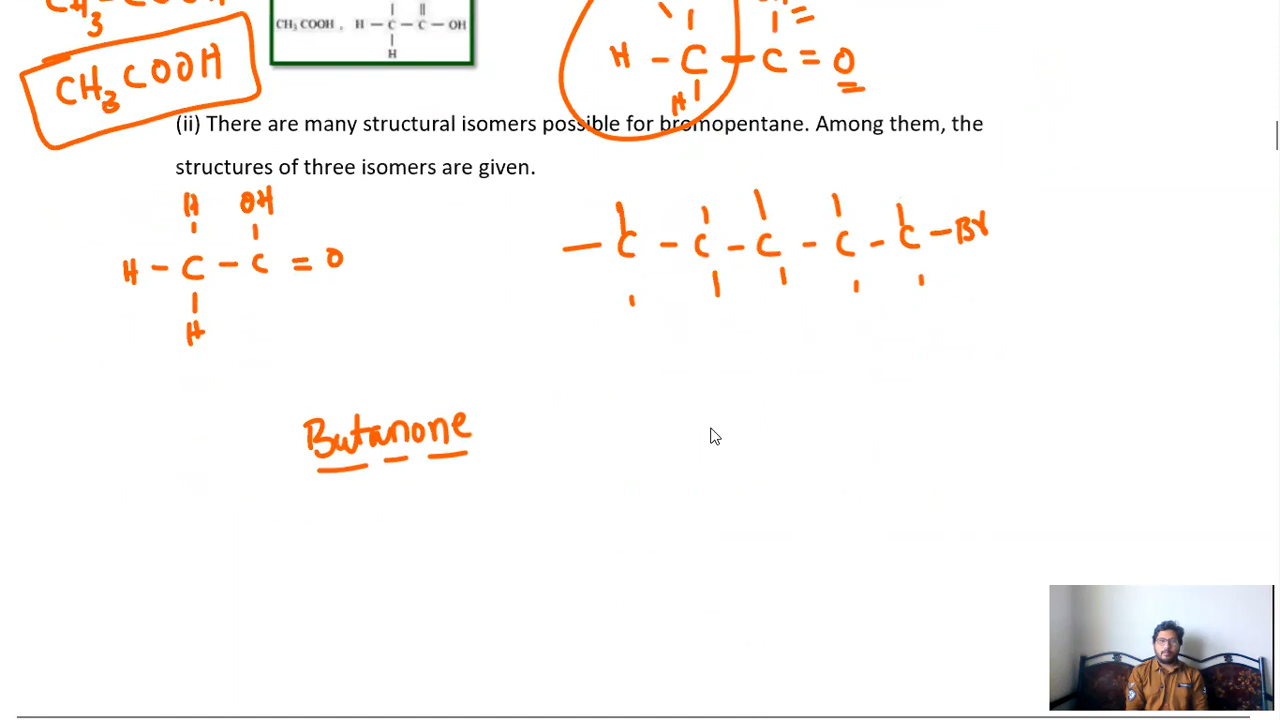 CH3
CH3COOH
CH3COOH , H — C — C — OH
H
H — C — C = O
H
(ii) There are many structural isomers possible for bromopentane. Among them, the
structures of three isomers are given.
H OH
H — C — C = O
H
— C — C — C — C — C — Br
Butanone